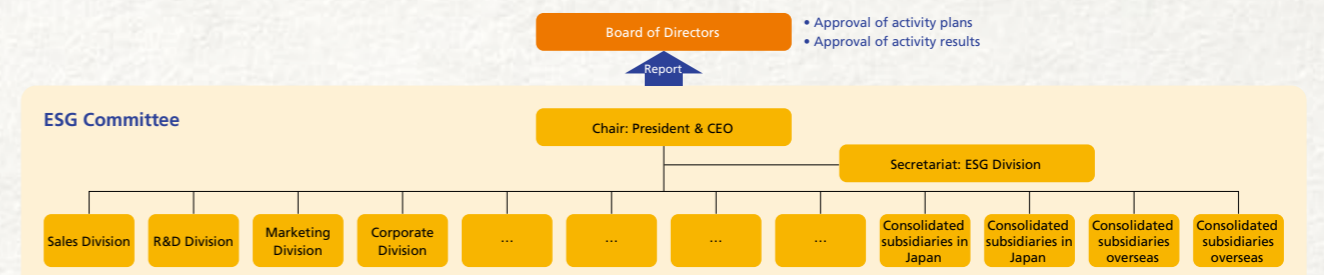 Board of Directors
• Approval of activity plans
• Approval of activity results
Report
ESG Committee
Chair: President & CEO
Secretariat: ESG Division
Sales Division
R&D Division
Marketing
Division
Corporate
Division
...
...
...
...
Consolidated
subsidiaries in
Japan
Consolidated
subsidiaries in
Japan
Consolidated
subsidiaries
overseas
Consolidated
subsidiaries
overseas